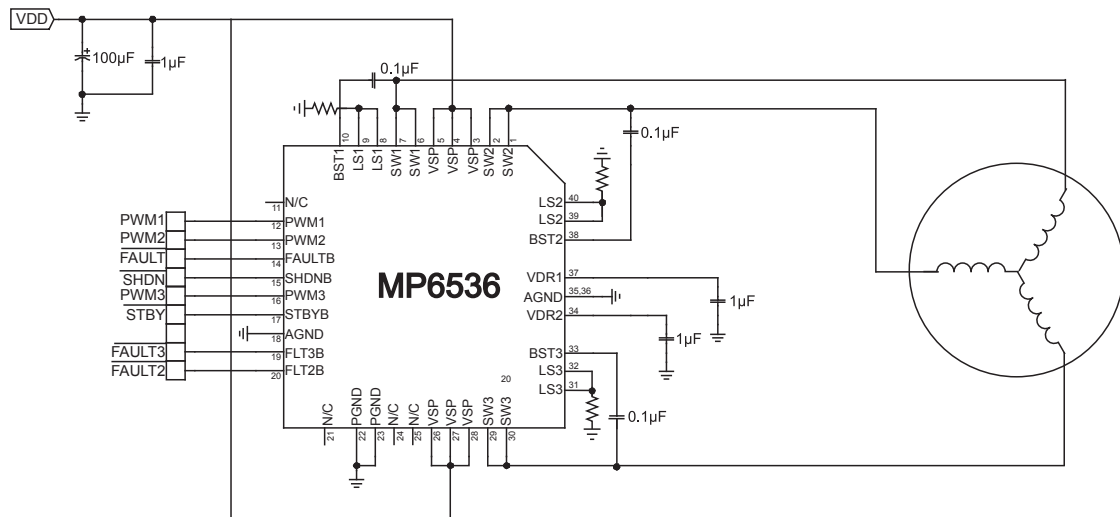 VDD
100µF
1µF
0.1µF
0.1µF
10 9 8 7 6 5 4 3 2 1
BST1 LS1 LS1 SW1 SW1 VSP VSP VSP SW2 SW2
11 N/C
PWM1 12 PWM1
PWM2 13 PWM2
FAULT 14 FAULTB
SHDN 15 SHDNB
PWM3 16 PWM3
STBY 17 STBYB
18 AGND
FAULT3 19 FLT3B
FAULT2 20 FLT2B
MP6536
LS2 40
LS2 39
BST2 38
VDR1 37
1µF
AGND 35,36
VDR2 34
1µF
BST3 33
LS3 32
20
LS3 31
0.1µF
N/C PGND PGND N/C N/C VSP VSP VSP SW3 SW3
21 22 23 24 25 26 27 28 29 30